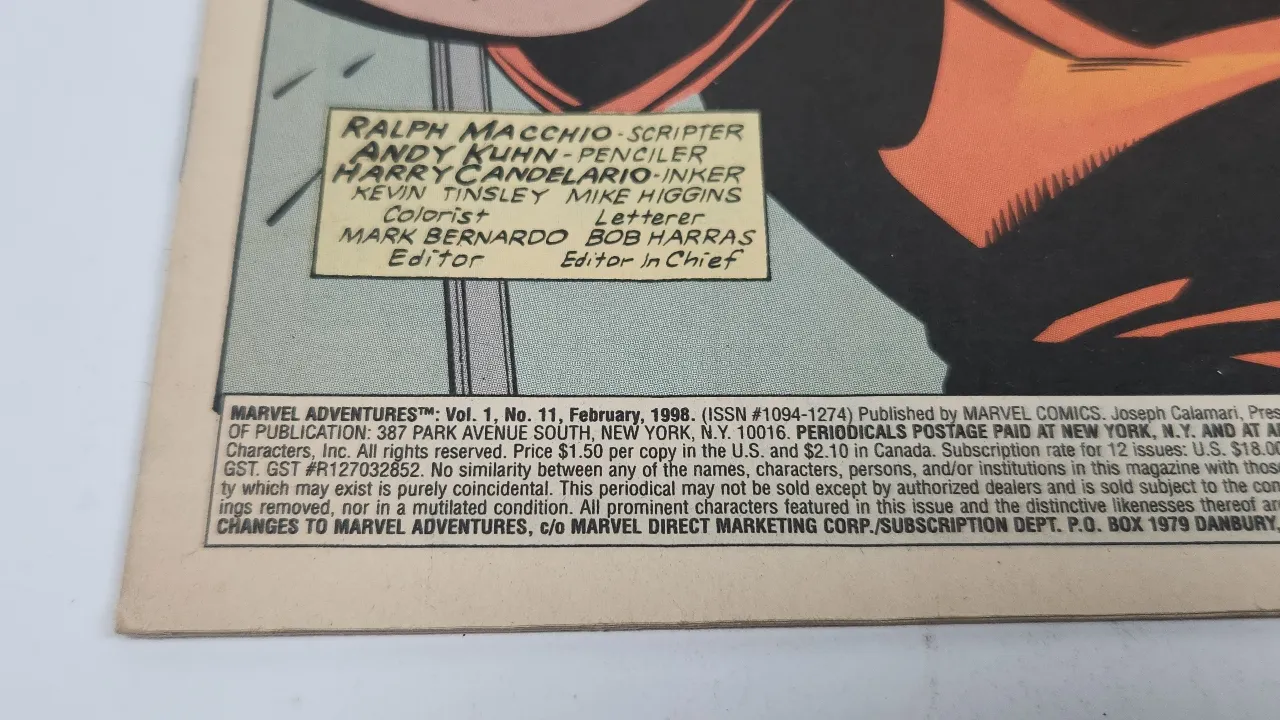 RALPH MACCHIO-SCRIPTER
ANDY KUHN-PENCILER
HARRY CANDELARIO-INKER
KEVIN TINSLEY MIKE HIGGINS
Colorist Letterer
MARK BERNARDO BOB HARRAS
Editor Editor In Chief
MARVEL ADVENTURES™: Vol. 1, No. 11, February, 1998. (ISSN #1094-1274) Published by MARVEL COMICS. Joseph Calamari, Pres
OF PUBLICATION: 387 PARK AVENUE SOUTH, NEW YORK, N.Y. 10016. PERIODICALS POSTAGE PAID AT NEW YORK, N.Y. AND AT
Characters, Inc. All rights reserved. Price $1.50 per copy in the U.S. and $2.10 in Canada. Subscription rate for 12 issues: U.S. $18.00
GST. GST #R127032852. No similarity between any of the names, characters, persons, and/or institutions in this magazine with those
ty which may exist is purely coincidental. This periodical may not be sold except by authorized dealers and is sold subject to the con
ings removed, nor in a mutilated condition. All prominent characters featured in this issue and the distinctive likenesses thereof
CHANGES TO MARVEL ADVENTURES, c/o MARVEL DIRECT MARKETING CORP./SUBSCRIPTION DEPT. P.O. BOX 1979 DANBURY,